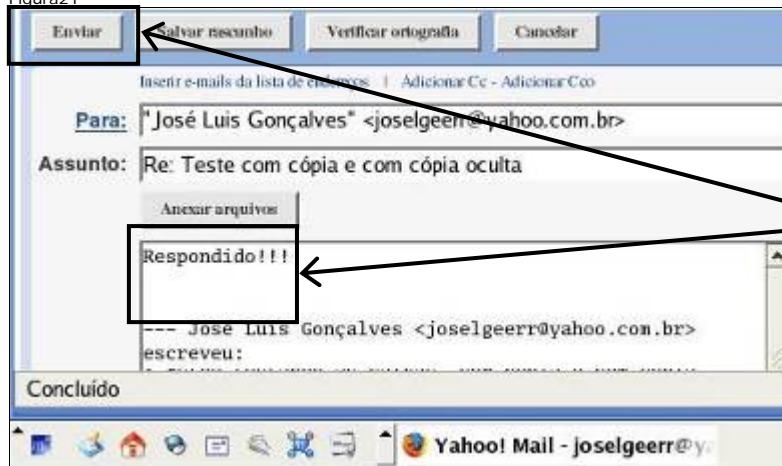 Figura21
Enviar Salvar rascunho Verificar ortografia Cancelar
Inserir e-mails da lista de endereços | Adicionar Cc - Adicionar Cco
Para: "José Luis Gonçalves" <joselgeerr@yahoo.com.br>
Assunto: Re: Teste com cópia e com cópia oculta
Anexar arquivos
Respondido!!!
--- José Luis Gonçalves <joselgeerr@yahoo.com.br>
escreveu:
Concluído
Yahoo! Mail - joselgeerr@y